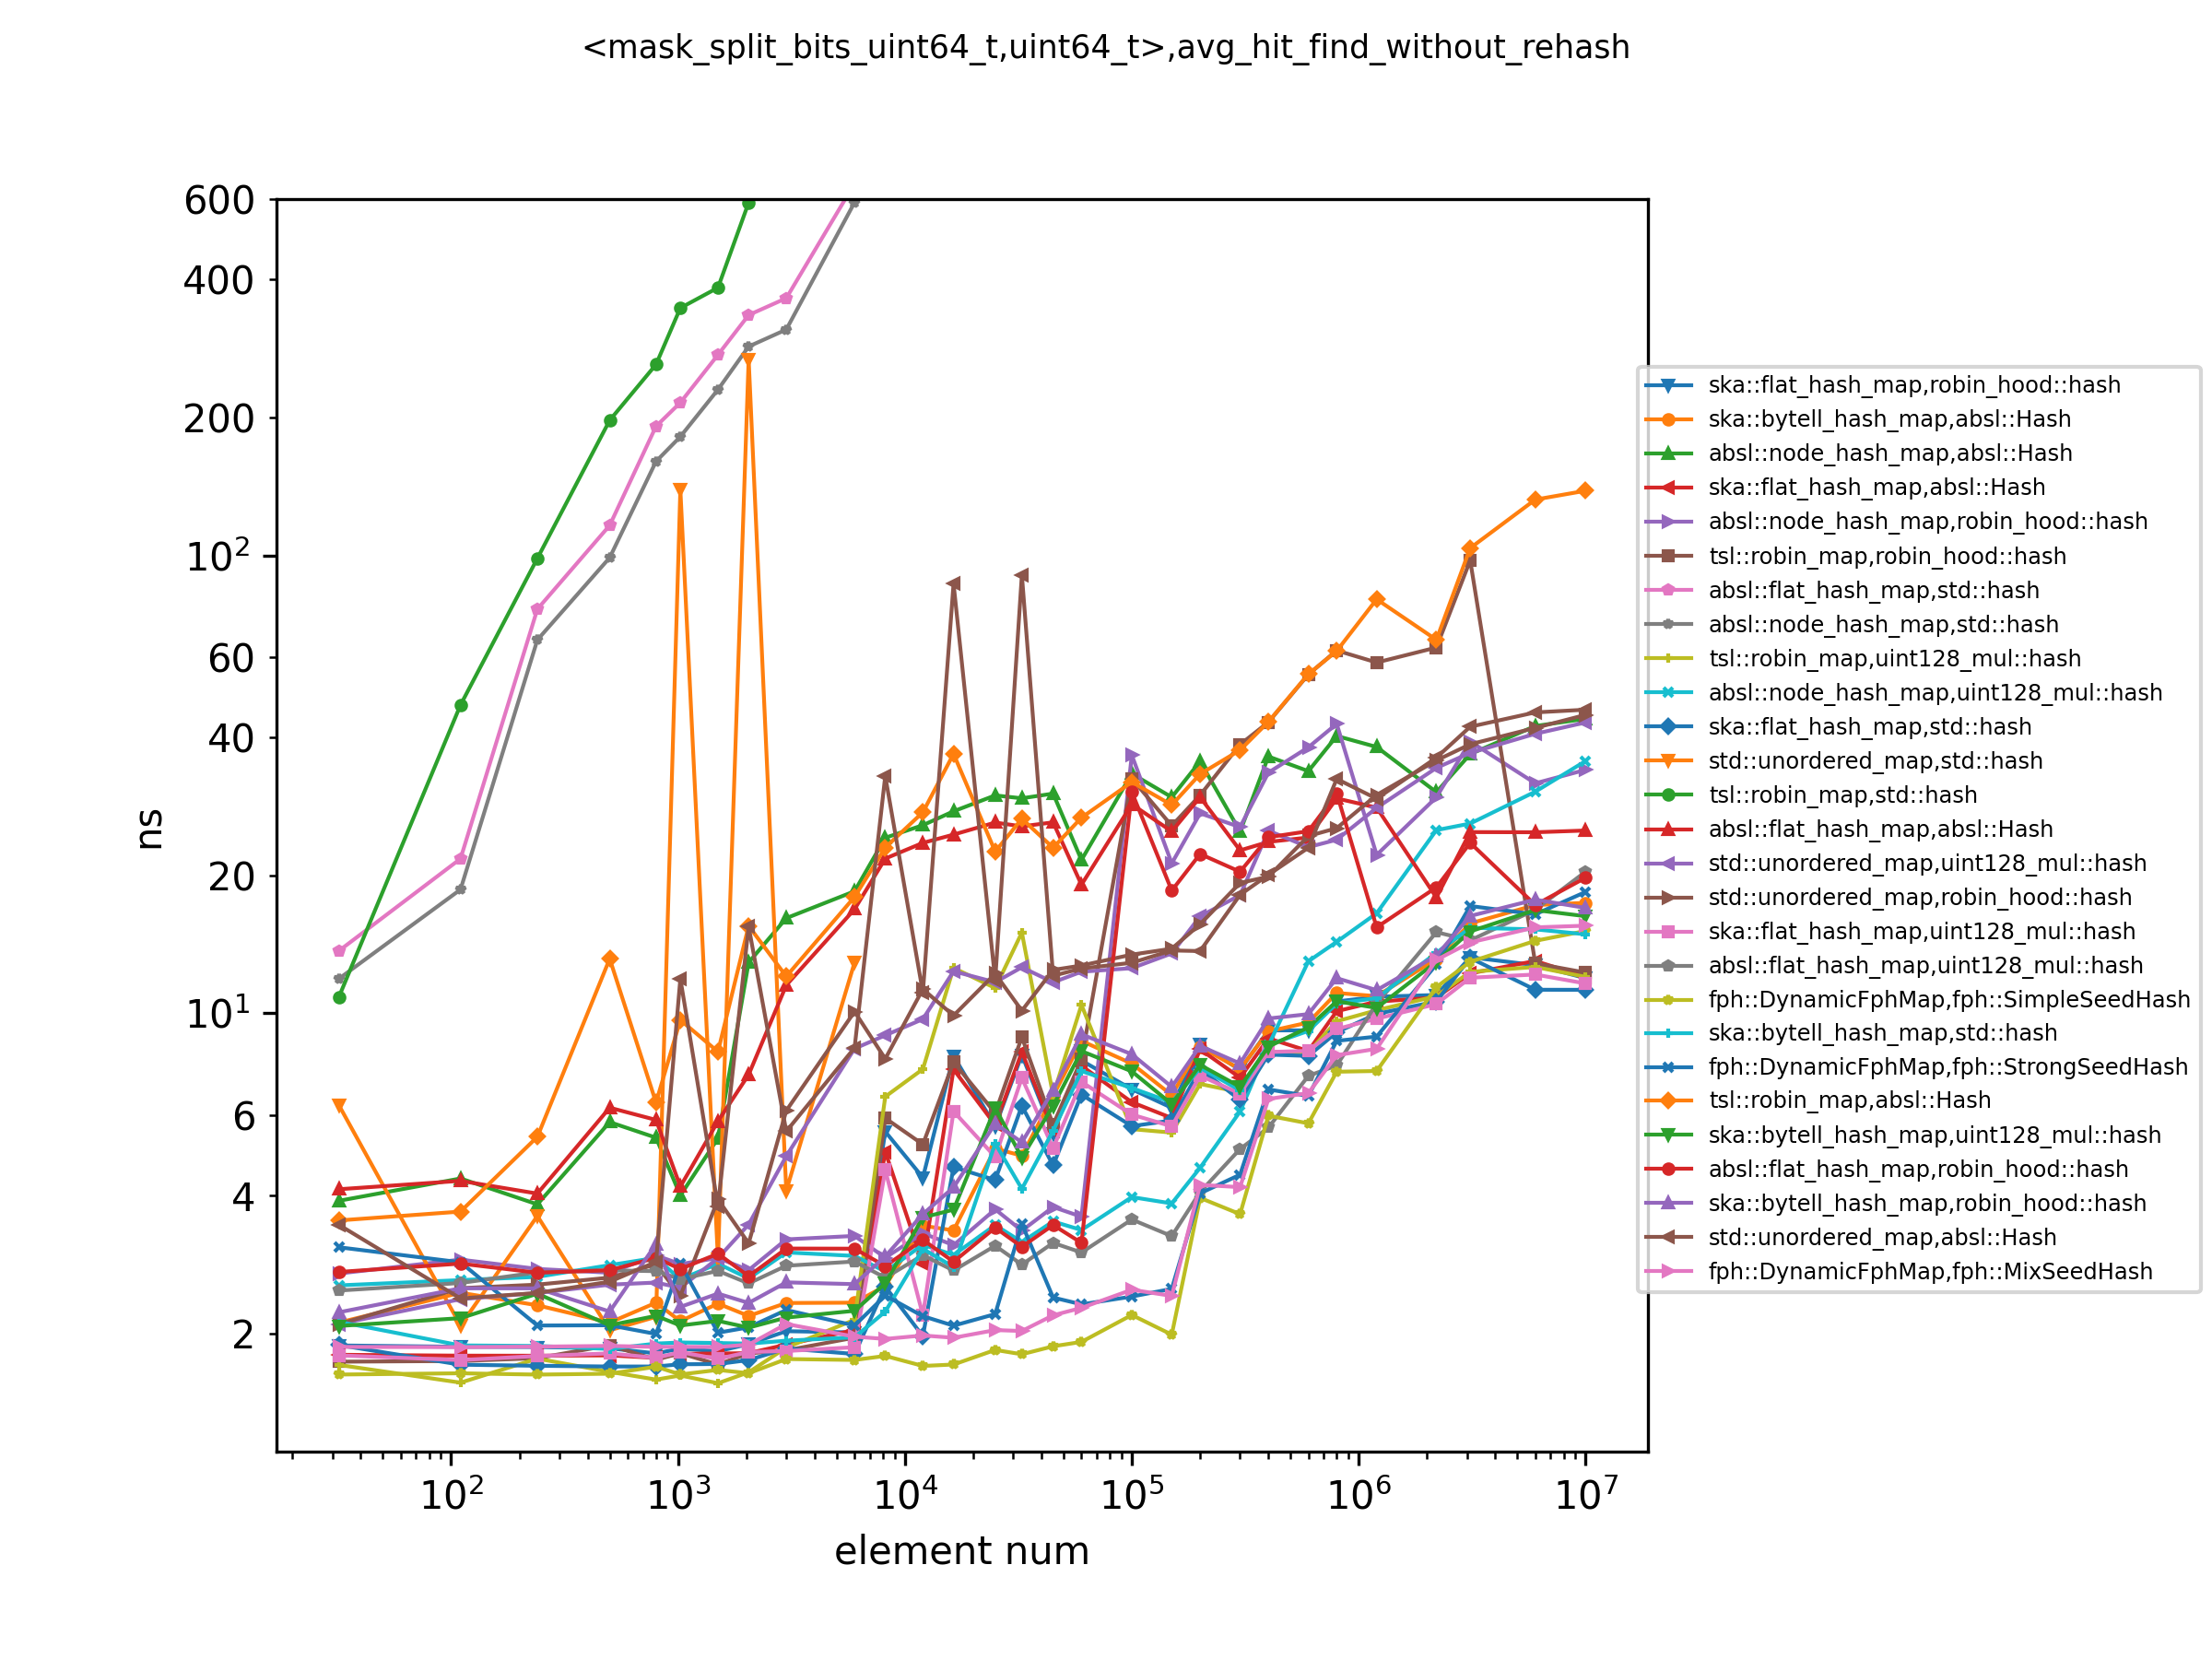 <mask_split_bits_uint64_t,uint64_t>,avg_hit_find_without_rehash
600
400
200
10²
60
40
20
10¹
6
4
2
ns
10²
10³
10⁴
10⁵
10⁶
10⁷
element num
ska::flat_hash_map,robin_hood::hash
ska::bytell_hash_map,absl::Hash
absl::node_hash_map,absl::Hash
ska::flat_hash_map,absl::Hash
absl::node_hash_map,robin_hood::hash
tsl::robin_map,robin_hood::hash
absl::flat_hash_map,std::hash
absl::node_hash_map,std::hash
tsl::robin_map,uint128_mul::hash
absl::node_hash_map,uint128_mul::hash
ska::flat_hash_map,std::hash
std::unordered_map,std::hash
tsl::robin_map,std::hash
absl::flat_hash_map,absl::Hash
std::unordered_map,uint128_mul::hash
std::unordered_map,robin_hood::hash
ska::flat_hash_map,uint128_mul::hash
absl::flat_hash_map,uint128_mul::hash
fph::DynamicFphMap,fph::SimpleSeedHash
ska::bytell_hash_map,std::hash
fph::DynamicFphMap,fph::StrongSeedHash
tsl::robin_map,absl::Hash
ska::bytell_hash_map,uint128_mul::hash
absl::flat_hash_map,robin_hood::hash
ska::bytell_hash_map,robin_hood::hash
std::unordered_map,absl::Hash
fph::DynamicFphMap,fph::MixSeedHash